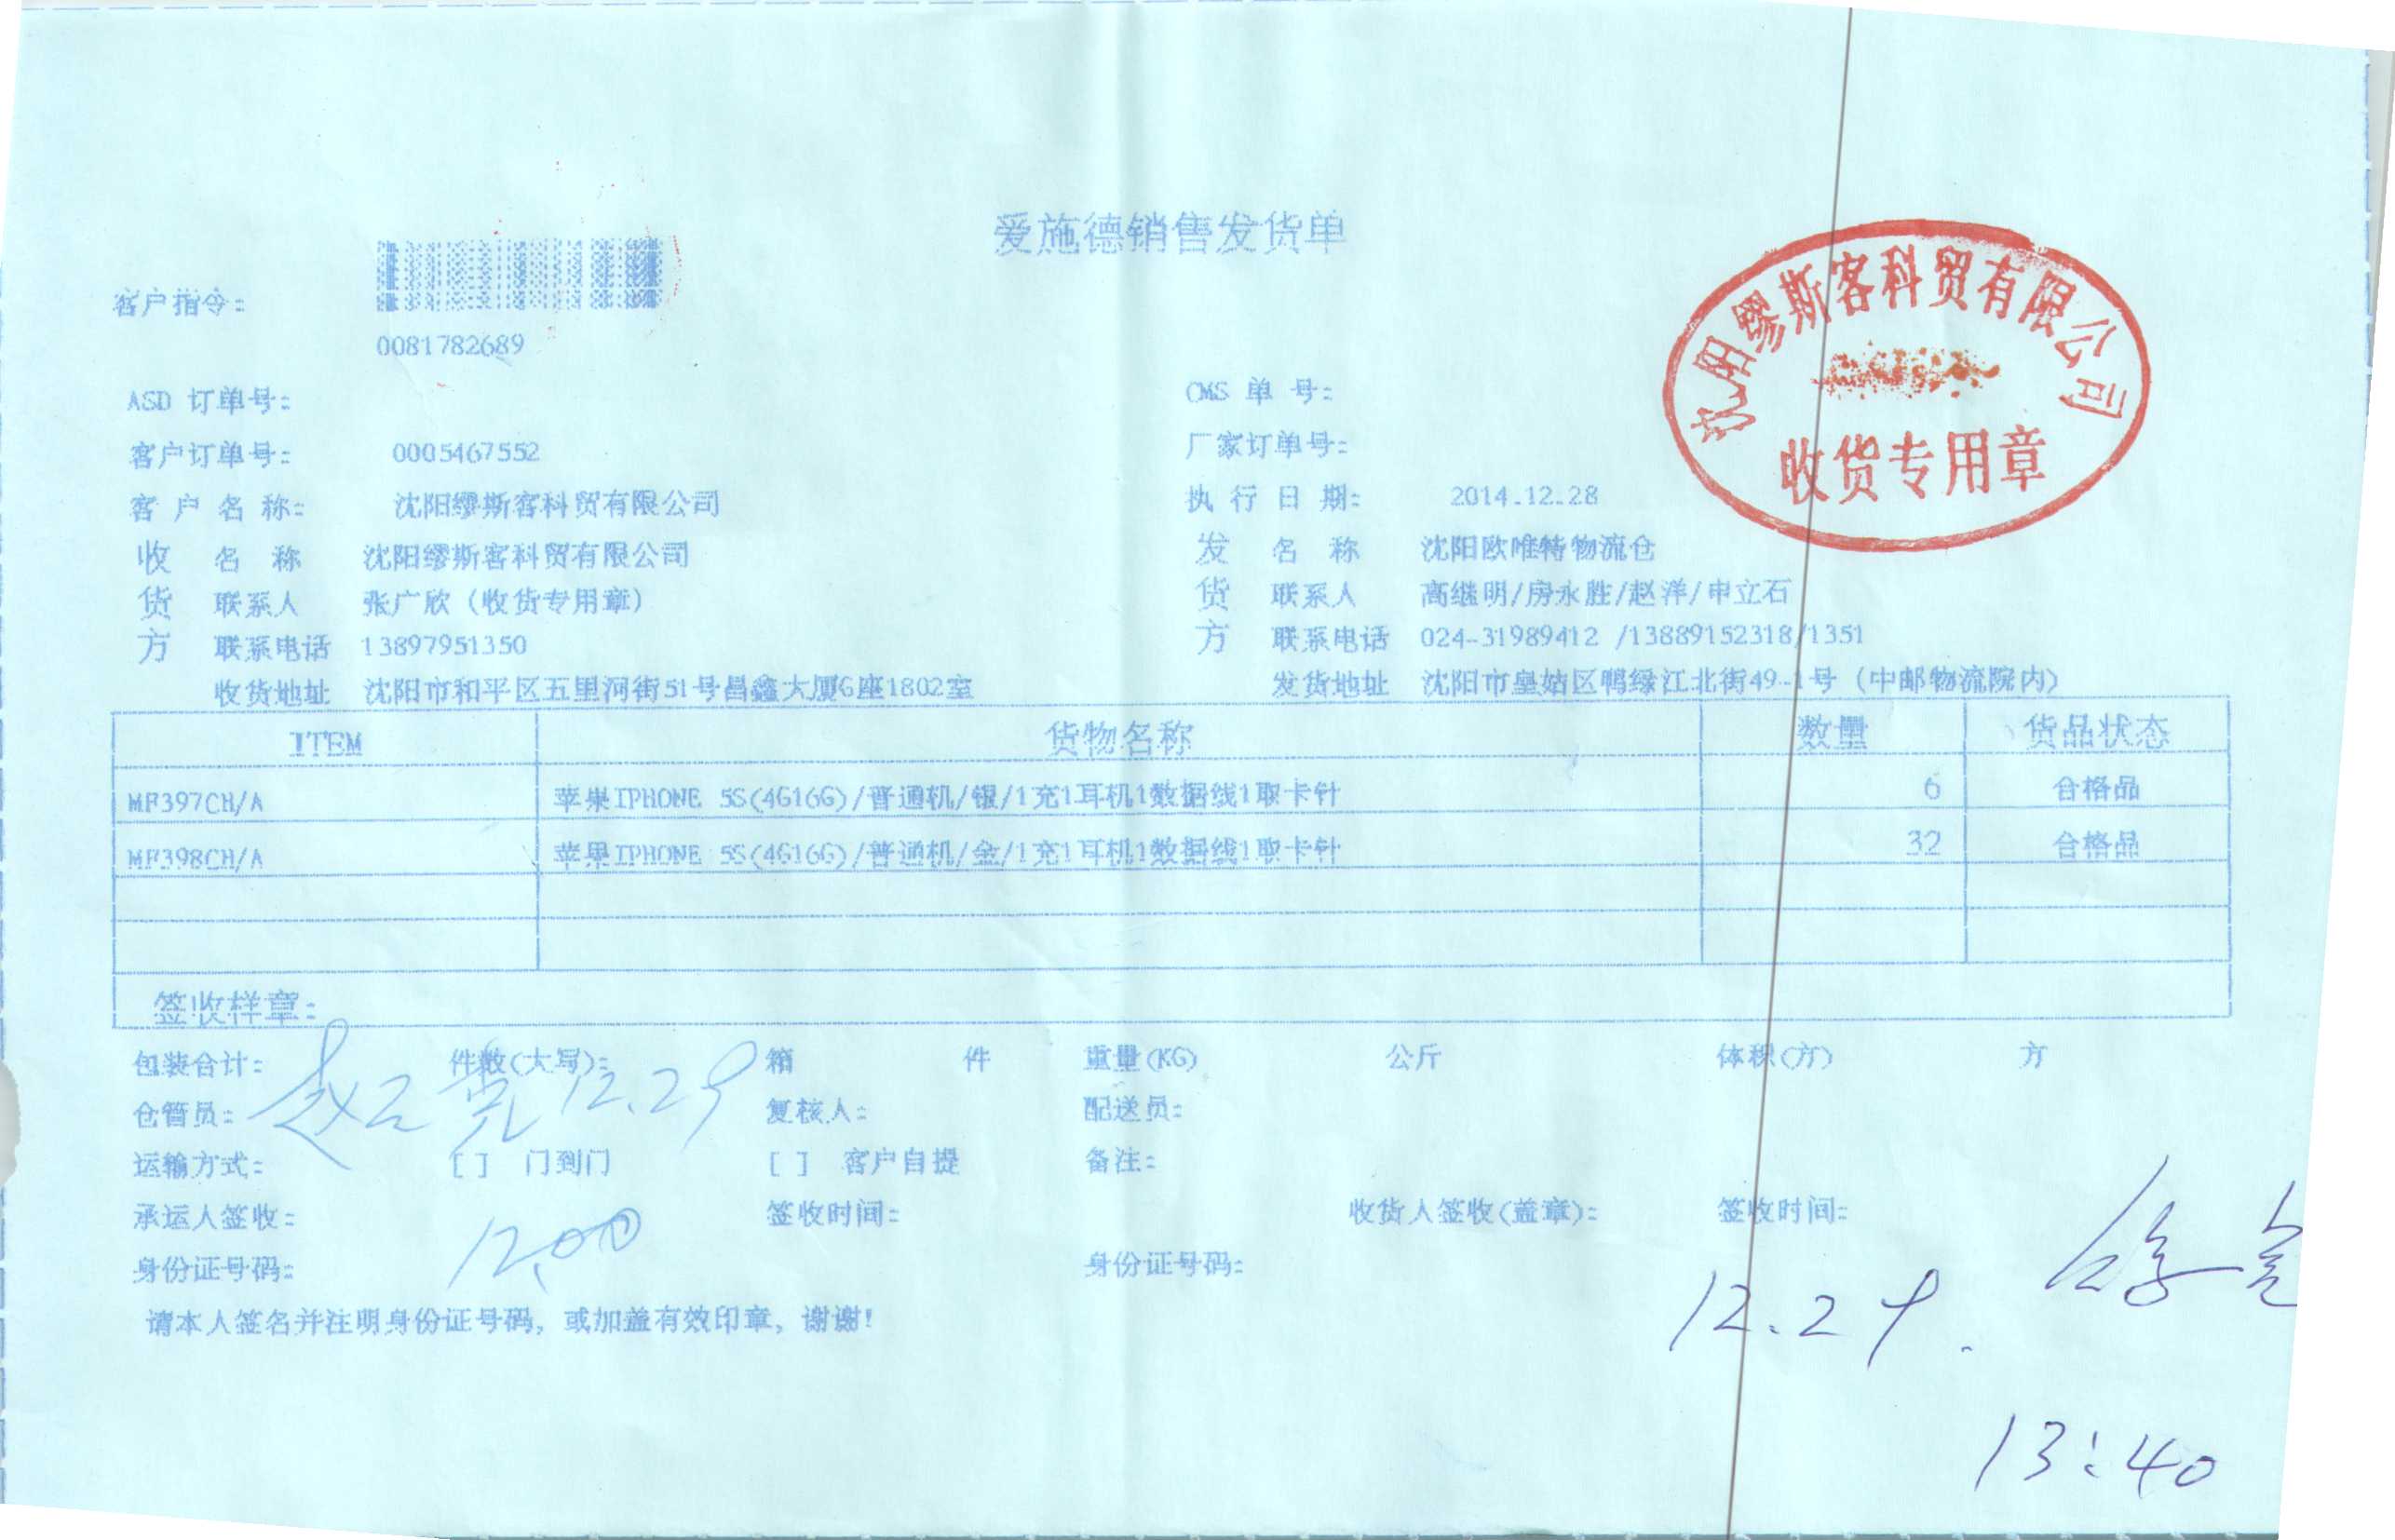 爱施德销售发货单
客户指令:
0081782689
沈阳缪斯客科贸有限公司
收货专用章
ASD 订单号:
OMS 单 号:
客户订单号: 0005467552
厂家订单号:
客 户 名 称: 沈阳缪斯客科贸有限公司
执 行 日 期: 2014.12.28
收 名 称 沈阳缪斯客科贸有限公司
发 名 称 沈阳欧唯特物流仓
货 联系人 张广欣 (收货专用章)
货 联系人 高继明/房永胜/赵洋/申立石
方 联系电话 13897951350
方 联系电话 024-31989412 /13889152318/1351
收货地址 沈阳市和平区五里河街51号昌鑫大厦G座1802室
发货地址 沈阳市皇姑区鸭绿江北街49-1号 (中邮物流院内)
ITEM 货物名称 数量 货品状态
MF397CH/A 苹果IPHONE 5S(4G16G)/普通机/银/1充1耳机1数据线1取卡针 6 合格品
MF398CH/A 苹果IPHONE 5S(4G16G)/普通机/金/1充1耳机1数据线1取卡针 32 合格品
签收样章:
包装合计: 件数(大写): 箱 件 重量(KG) 公斤 体积(方) 方
仓管员: 12.29 复核人: 配送员:
运输方式: [ ] 门到门 [ ] 客户自提 备注:
承运人签收: 签收时间: 收货人签收(盖章): 签收时间:
12.00
身份证号码: 身份证号码:
12.29.
请本人签名并注明身份证号码, 或加盖有效印章, 谢谢!
13:40